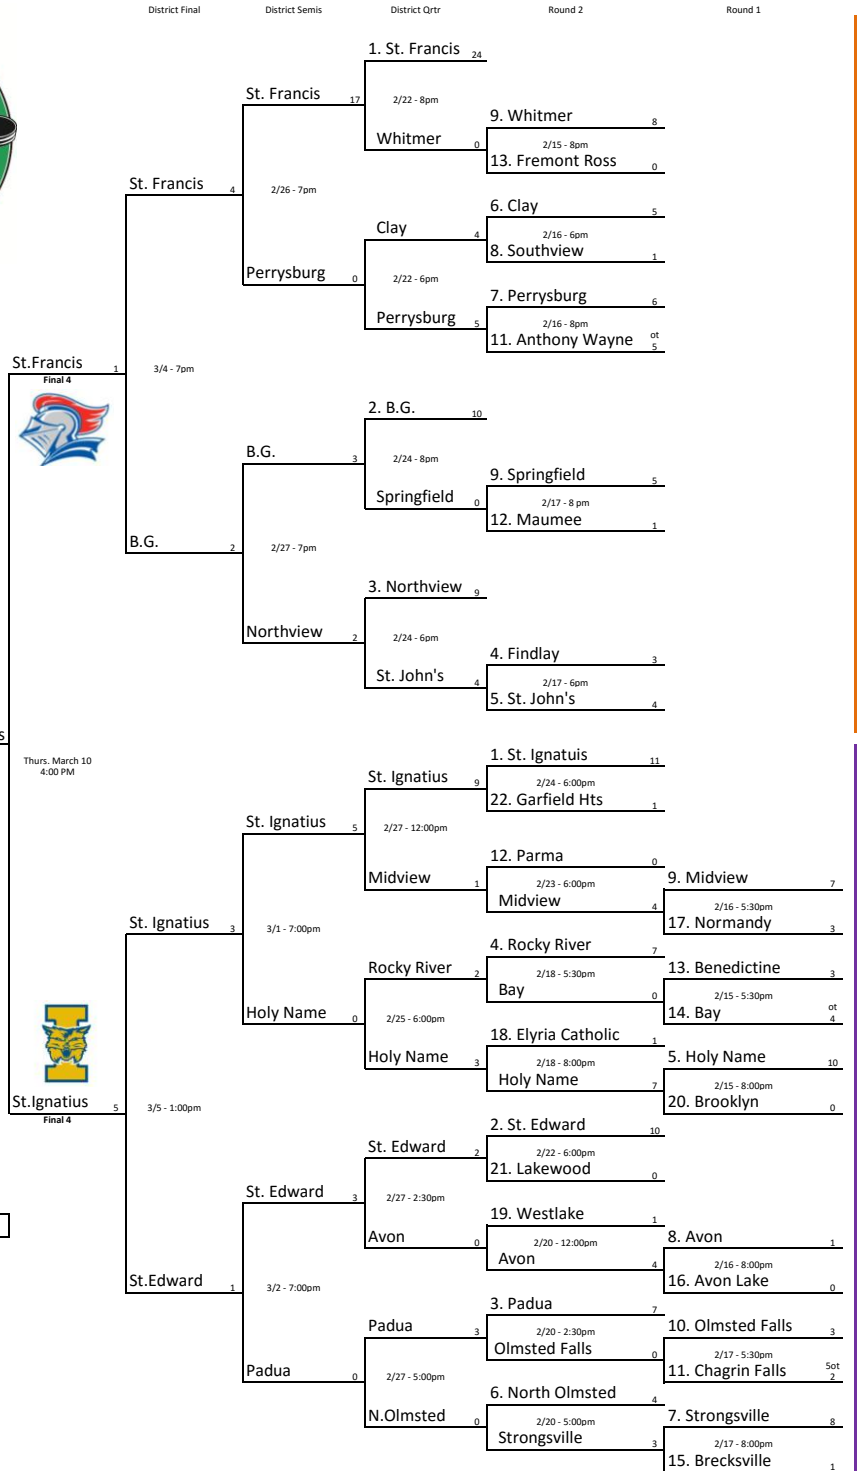 District Final District Semis District Qrtr Round 2 Round 1
1. St. Francis 24
St. Francis 17
2/22 - 8pm
9. Whitmer 8
Whitmer 0
2/15 - 8pm
13. Fremont Ross 0
St. Francis 4
2/26 - 7pm
6. Clay 5
Clay 4
2/16 - 6pm
8. Southview 1
Perrysburg 0
2/22 - 6pm
7. Perrysburg 6
Perrysburg 5
2/16 - 8pm
11. Anthony Wayne ot 5
St.Francis 1
Final 4
3/4 - 7pm
2. B.G. 10
B.G. 3
2/24 - 8pm
9. Springfield 5
Springfield 0
2/17 - 8 pm
12. Maumee 1
B.G. 2
2/27 - 7pm
3. Northview 9
Northview 2
2/24 - 6pm
4. Findlay 3
St. John's 4
2/17 - 6pm
5. St. John's 4
s
Thurs. March 10
4:00 PM
1. St. Ignatuis 11
St. Ignatius 9
2/24 - 6:00pm
22. Garfield Hts 1
St. Ignatius 5
2/27 - 12:00pm
12. Parma 0
Midview 1
2/23 - 6:00pm
9. Midview 7
Midview 4
2/16 - 5:30pm
17. Normandy 3
St. Ignatius 3
3/1 - 7:00pm
4. Rocky River 7
Rocky River 2
2/18 - 5:30pm
13. Benedictine 3
Bay 0
2/15 - 5:30pm
14. Bay ot 4
Holy Name 0
2/25 - 6:00pm
18. Elyria Catholic 1
Holy Name 3
2/18 - 8:00pm
5. Holy Name 10
Holy Name 7
2/15 - 8:00pm
20. Brooklyn 0
I
St.Ignatius 5
Final 4
3/5 - 1:00pm
2. St. Edward 10
St. Edward 2
2/22 - 6:00pm
21. Lakewood 0
St. Edward 3
2/27 - 2:30pm
19. Westlake 1
Avon 0
2/20 - 12:00pm
8. Avon 1
Avon 4
2/16 - 8:00pm
16. Avon Lake 0
St.Edward 1
3/2 - 7:00pm
3. Padua 7
Padua 3
2/20 - 2:30pm
10. Olmsted Falls 3
Olmsted Falls 0
2/17 - 5:30pm
11. Chagrin Falls 5ot 2
Padua 0
2/27 - 5:00pm
6. North Olmsted 4
N.Olmsted 0
2/20 - 5:00pm
7. Strongsville 8
Strongsville 3
2/17 - 8:00pm
15. Brecksville 1